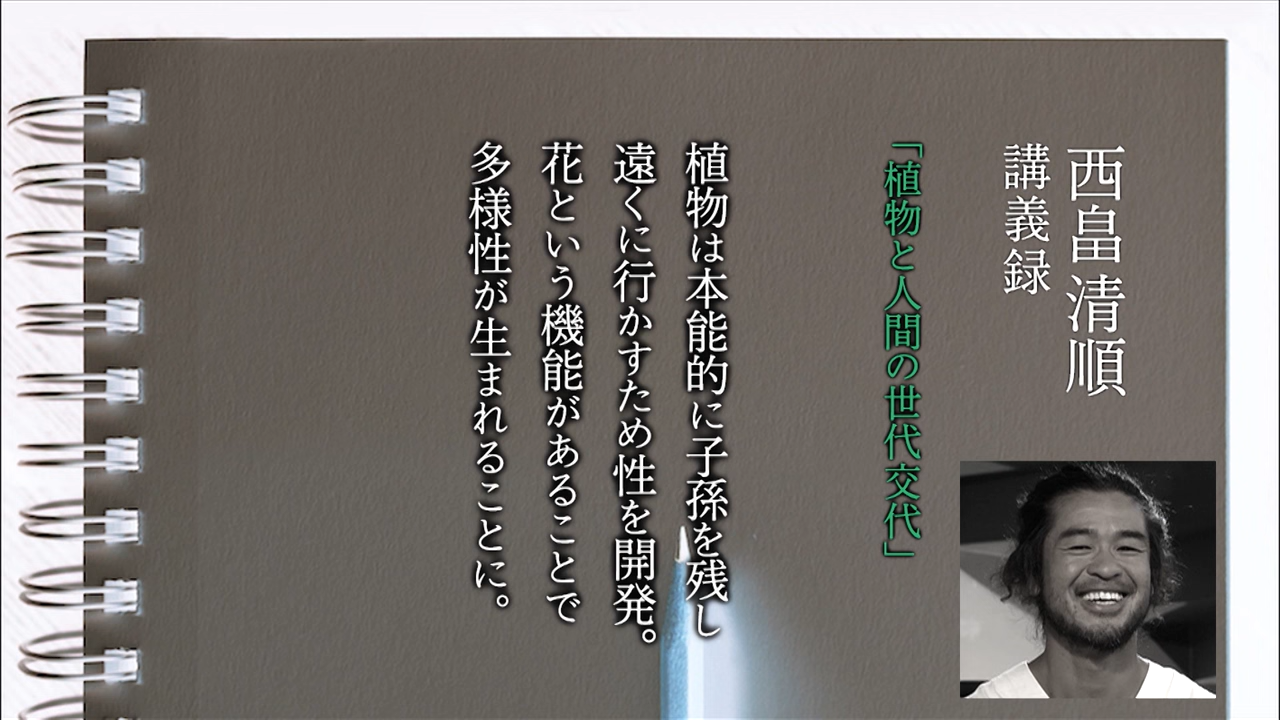 西畠清順
講義録
「植物と人間の世代交代」
植物は本能的に子孫を残し
遠くに行かすため性を開発。
花という機能があることで
多様性が生まれることに。